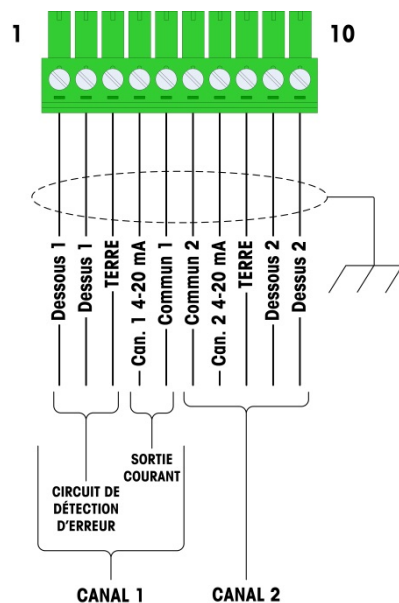 1
10
Dessous 1
Dessus 1
TERRE
Can. 1 4-20 mA
Commun 1
Commun 2
Can. 2 4-20 mA
TERRE
Dessous 2
Dessus 2
SORTIE
COURANT
CIRCUIT DE
DÉTECTION
D'ERREUR
CANAL 1
CANAL 2